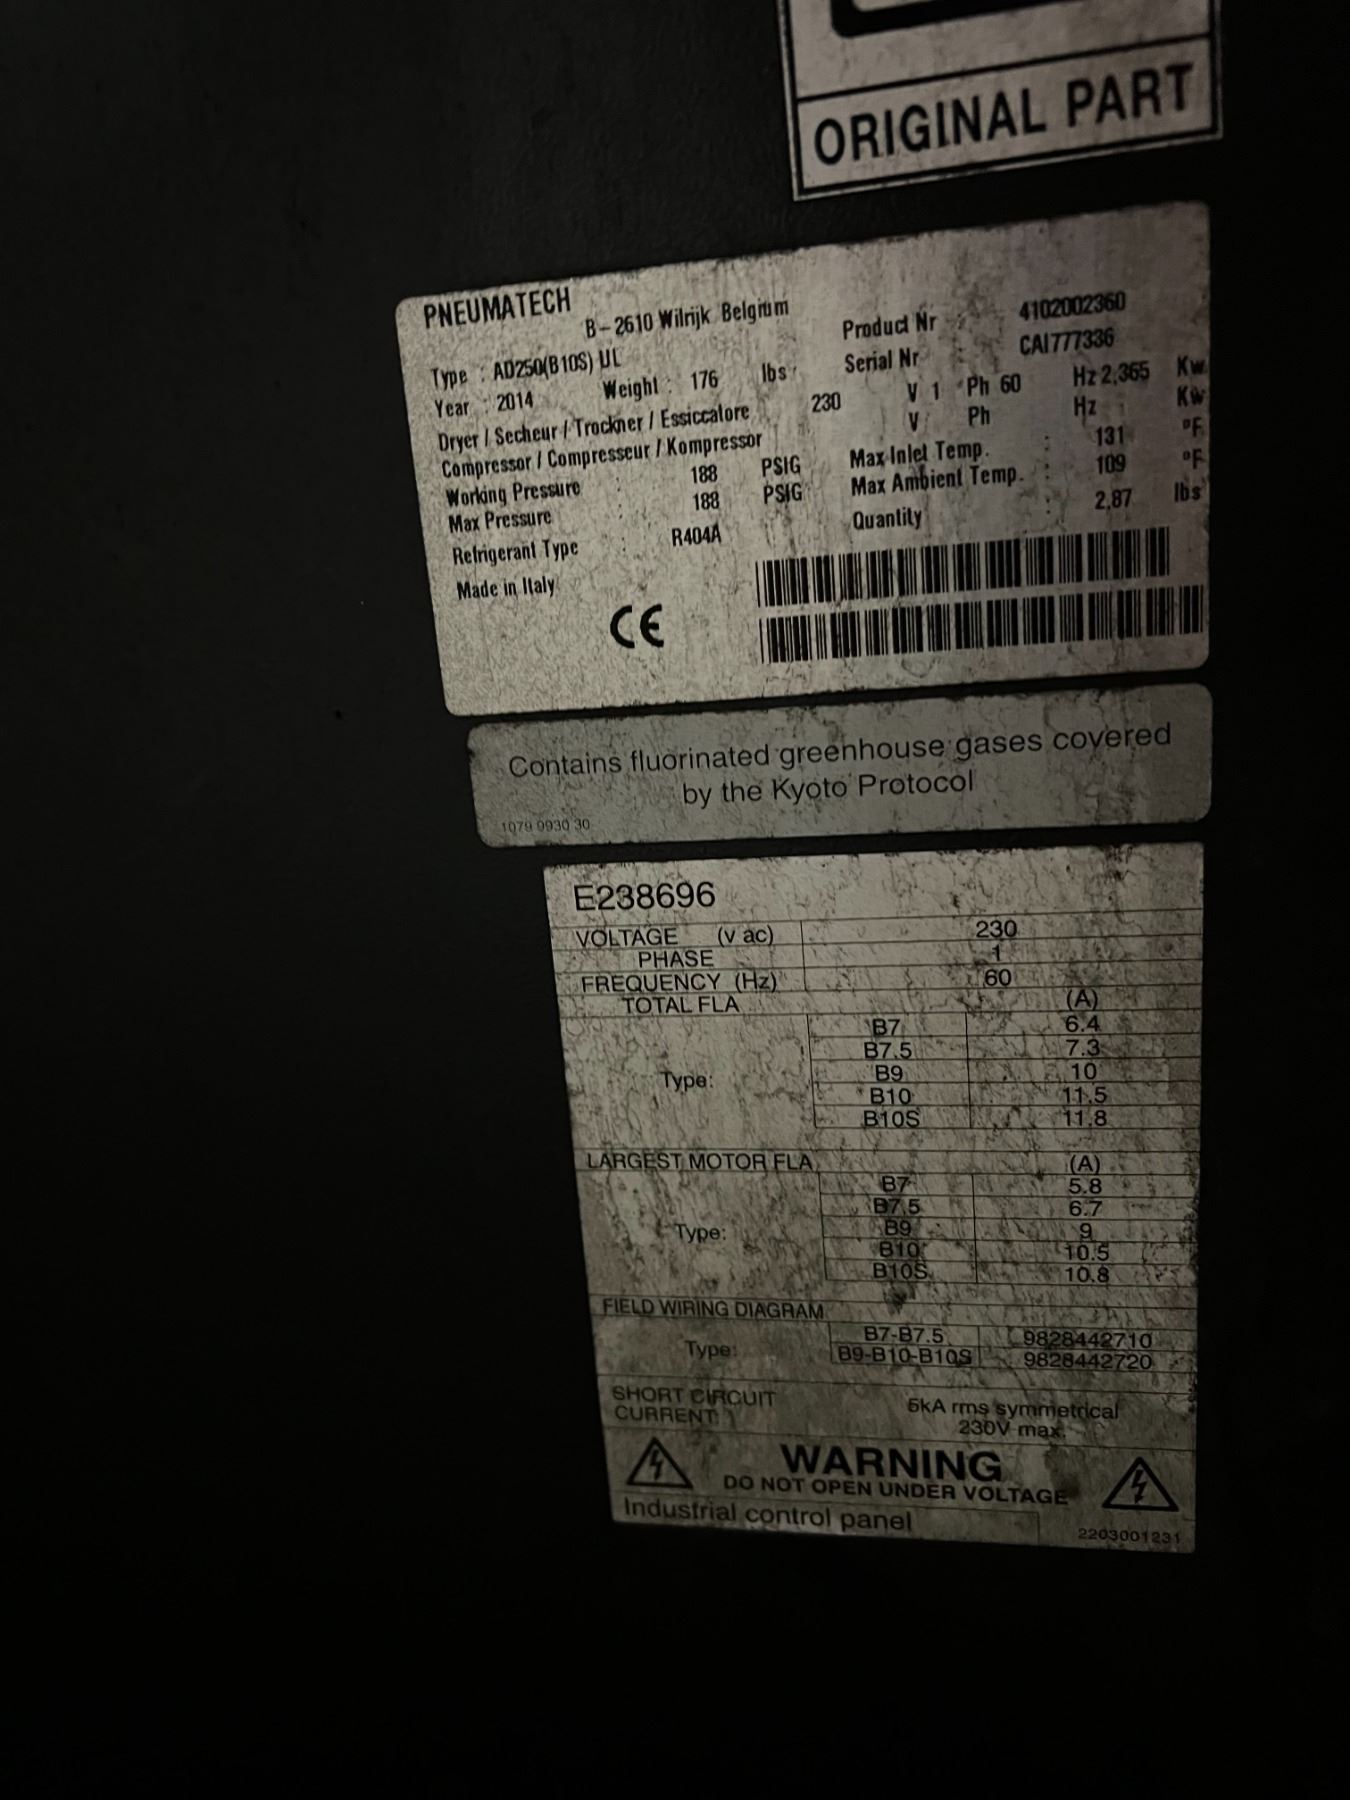 ORIGINAL PART
PNEUMATECH
B-2610 Wilrijk Belgium
Type : AD250(B10S) UL
Product Nr : 4102002360
Year : 2014 Weight : 176 lbs
Serial Nr : CAI777336
Dryer / Secheur / Trockner / Essiccatore 230 V 1 Ph 60 Hz 2,365 Kw
Compressor / Compresseur / Kompressor V Ph Hz Kw
Working Pressure : 188 PSIG Max Inlet Temp. : 131 °F
Max Pressure : 188 PSIG Max Ambient Temp. : 109 °F
Refrigerant Type : R404A Quantity : 2,87 lbs
Made in Italy
CE
Contains fluorinated greenhouse gases covered
by the Kyoto Protocol
1079 9930 30
E238696
VOLTAGE (v ac) 230
PHASE 1
FREQUENCY (Hz) 60
TOTAL FLA (A)
B7 6.4
B7.5 7.3
Type: B9 10
B10 11.5
B10S 11.8
LARGEST MOTOR FLA (A)
B7 5.8
B7.5 6.7
Type: B9 9
B10 10.5
B10S 10.8
FIELD WIRING DIAGRAM
Type: B7-B7.5 9828442710
B9-B10-B10S 9828442720
SHORT CIRCUIT
CURRENT: 5kA rms symmetrical
230V max.
WARNING
DO NOT OPEN UNDER VOLTAGE
Industrial control panel
2203001231